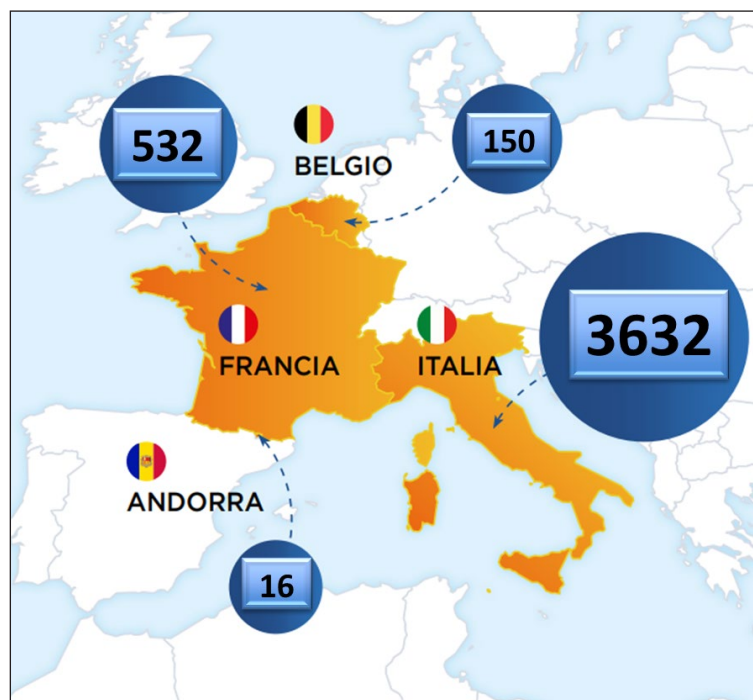 532
BELGIO
150
3632
FRANCIA
ITALIA
ANDORRA
16